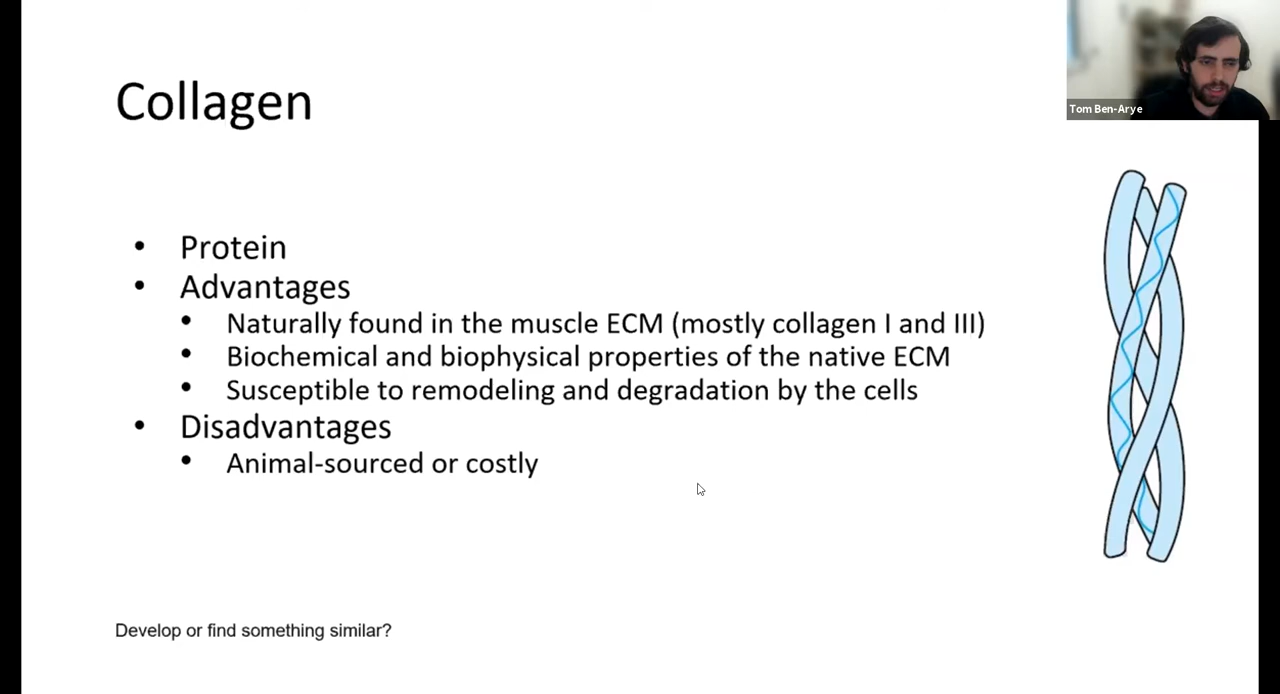 Collagen
Tom Ben-Arye
• Protein
• Advantages
• Naturally found in the muscle ECM (mostly collagen I and III)
• Biochemical and biophysical properties of the native ECM
• Susceptible to remodeling and degradation by the cells
• Disadvantages
• Animal-sourced or costly
Develop or find something similar?